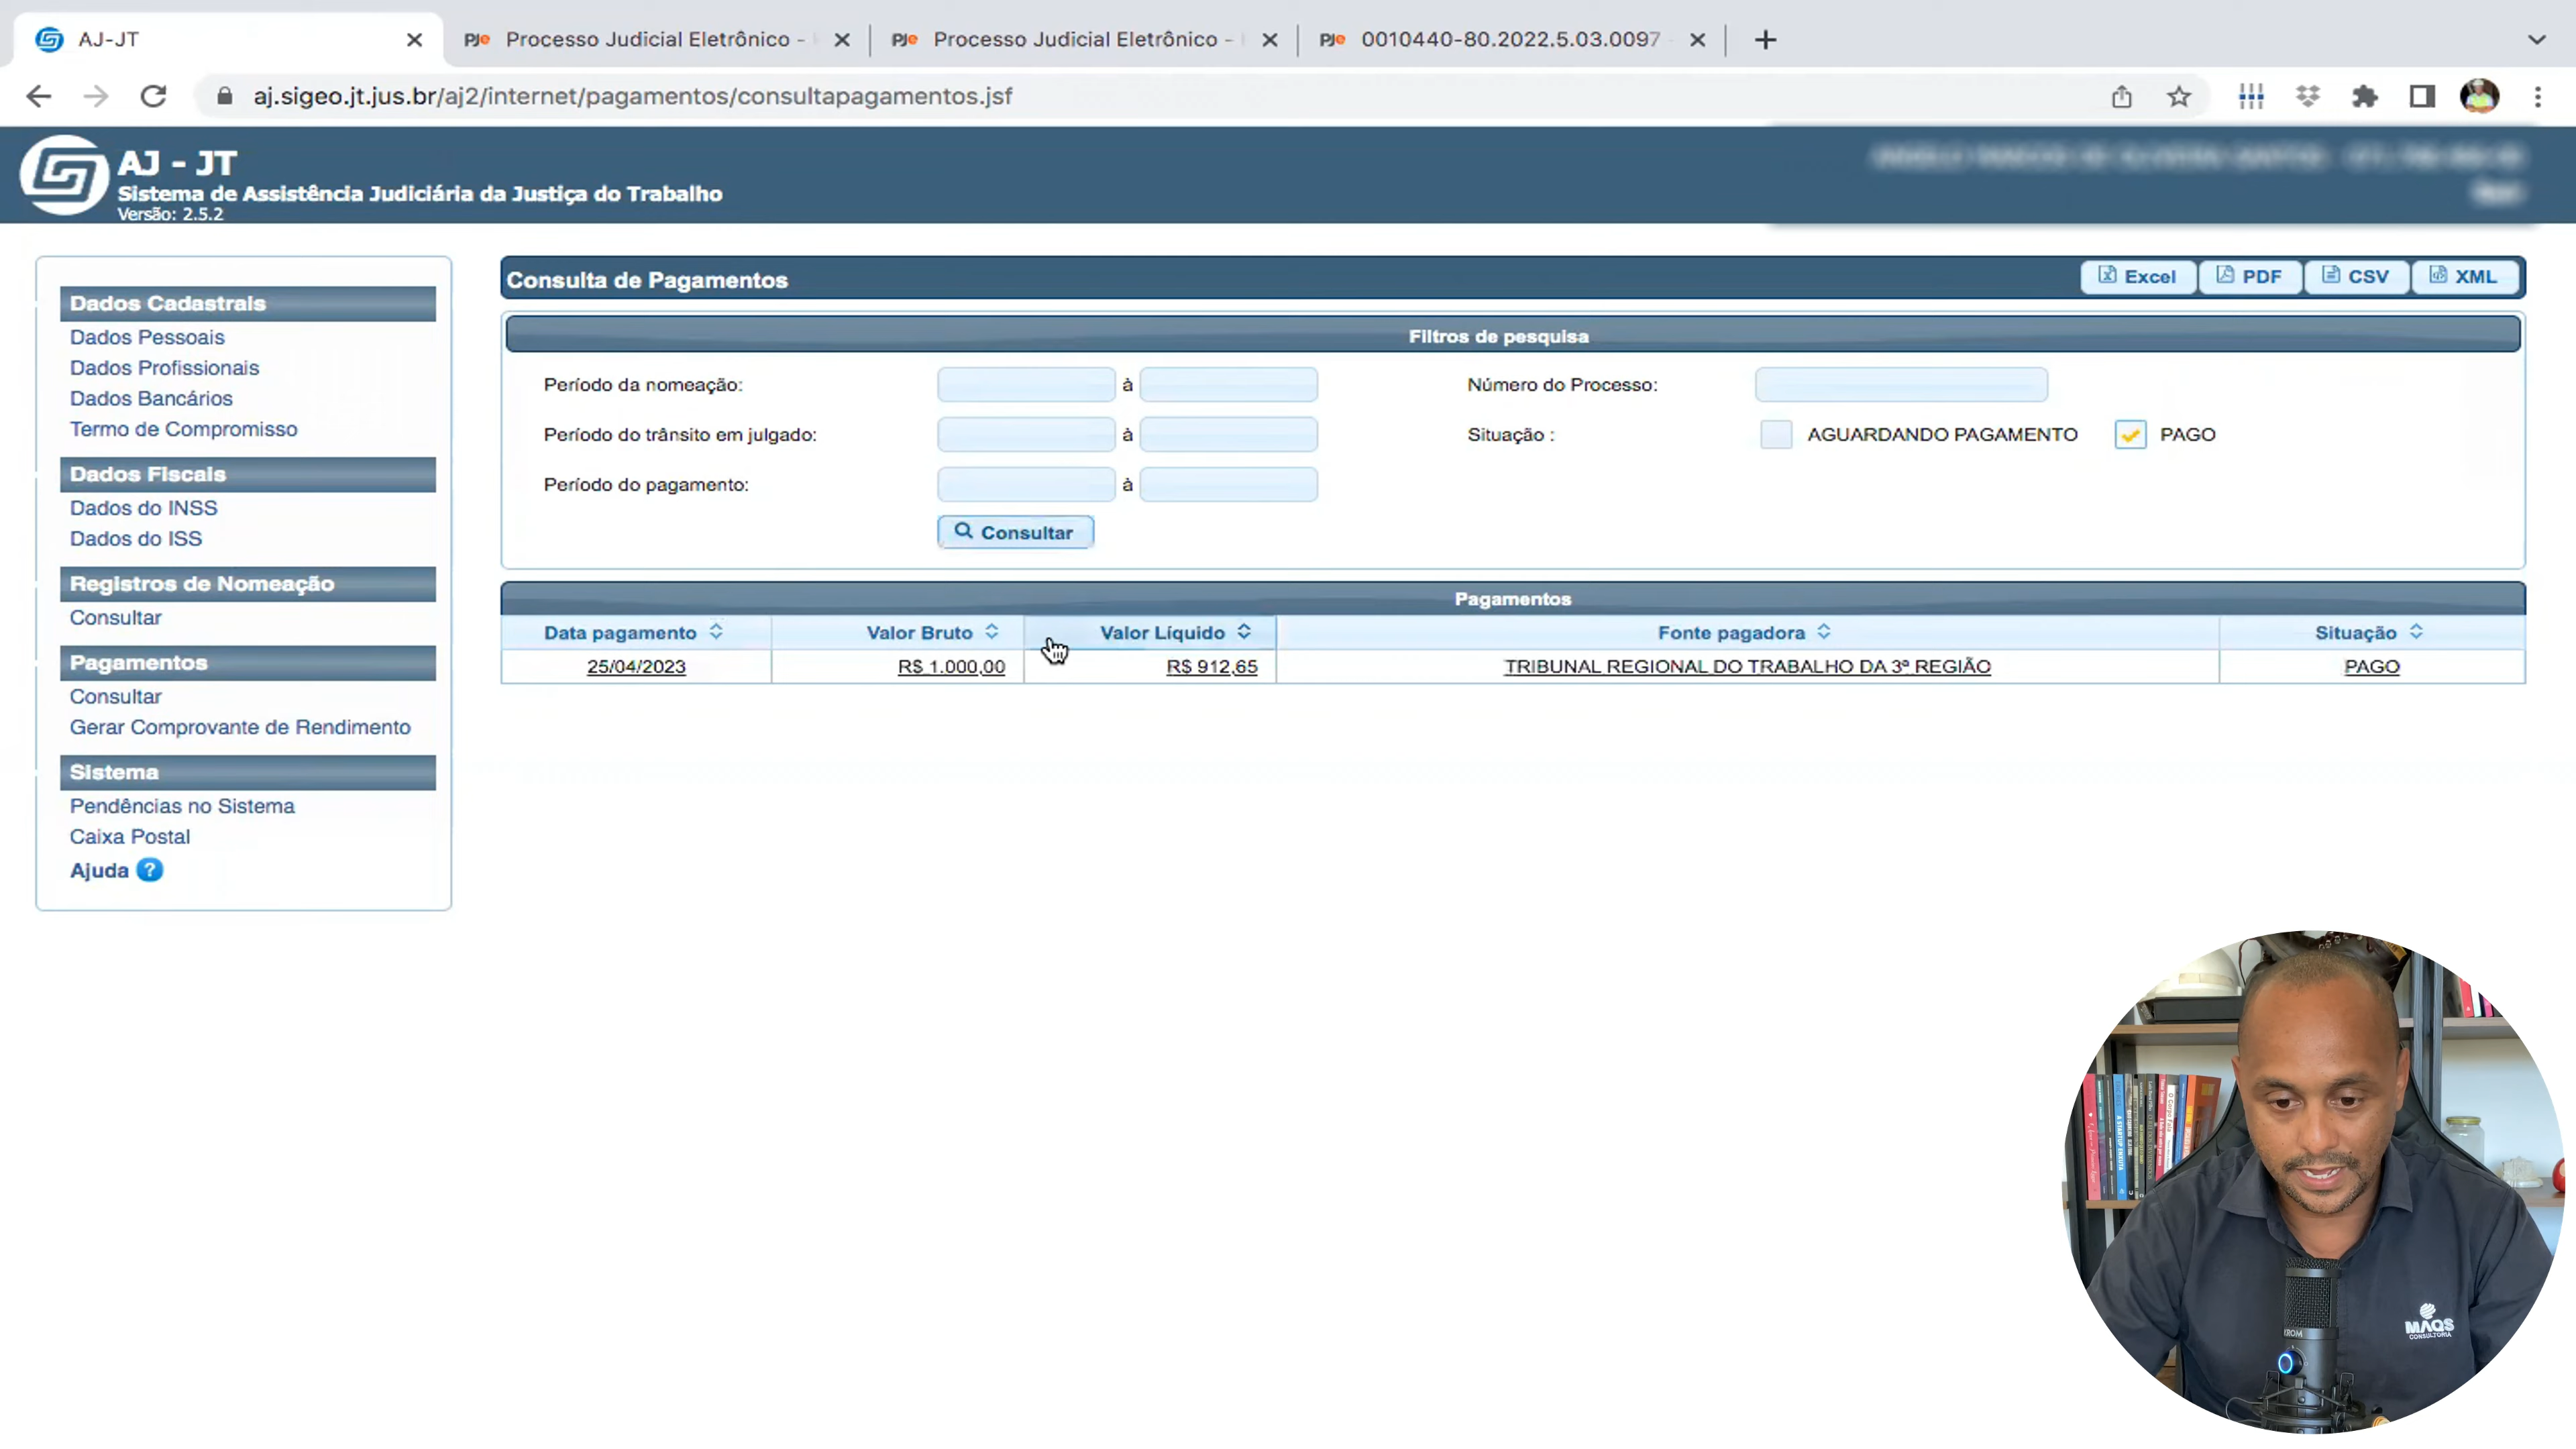 AJ-JT
PJe Processo Judicial Eletrônico -
PJe Processo Judicial Eletrônico -
PJe 0010440-80.2022.5.03.0097
aj.sigeo.jt.jus.br/aj2/internet/pagamentos/consultapagamentos.jsf
AJ - JT
Sistema de Assistência Judiciária da Justiça do Trabalho
Versão: 2.5.2
Dados Cadastrais
Dados Pessoais
Dados Profissionais
Dados Bancários
Termo de Compromisso
Dados Fiscais
Dados do INSS
Dados do ISS
Registros de Nomeação
Consultar
Pagamentos
Consultar
Gerar Comprovante de Rendimento
Sistema
Pendências no Sistema
Caixa Postal
Ajuda ?
Consulta de Pagamentos
Excel PDF CSV XML
Filtros de pesquisa
Período da nomeação: à Número do Processo:
Período do trânsito em julgado: à Situação : AGUARDANDO PAGAMENTO PAGO
Período do pagamento: à
Consultar
Pagamentos
Data pagamento Valor Bruto Valor Líquido Fonte pagadora Situação
25/04/2023 R$ 1.000,00 R$ 912,65 TRIBUNAL REGIONAL DO TRABALHO DA 3ª REGIÃO PAGO
MAQS
CONSULTORIA